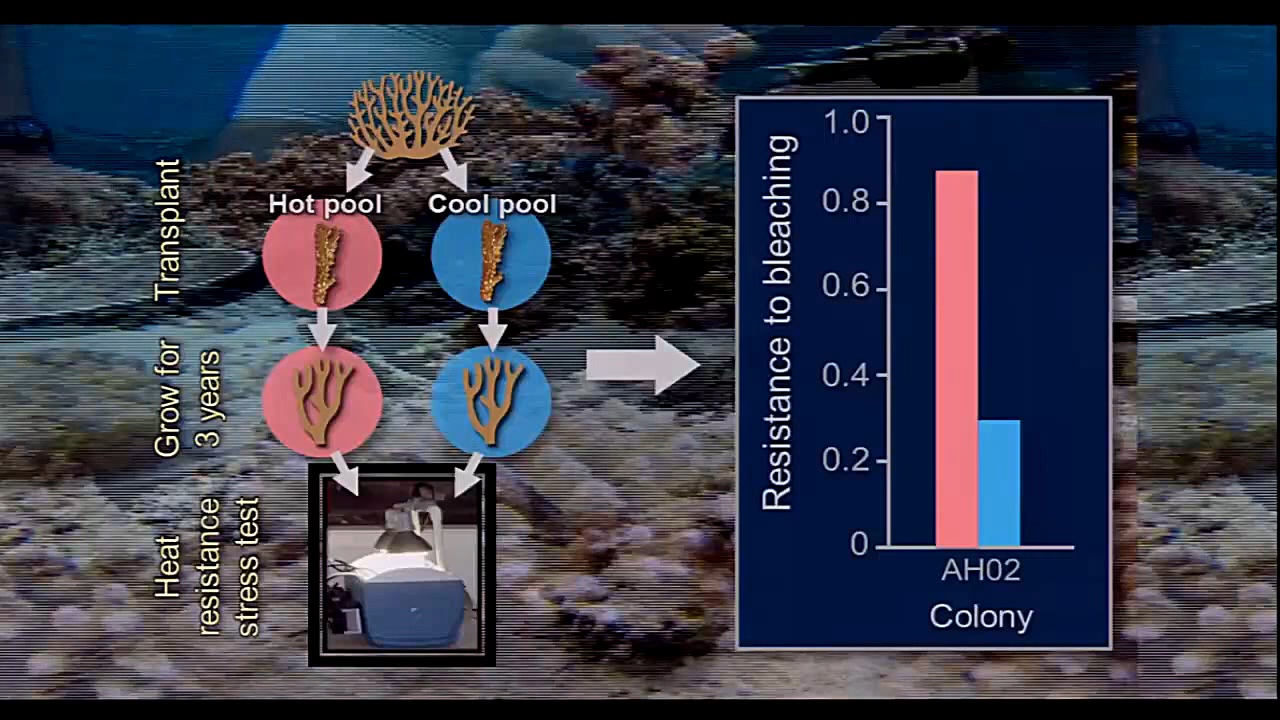 Transplant
Hot pool
Cool pool
Grow for
3 years
Heat
resistance
stress test
Resistance to bleaching
1.0
0.8
0.6
0.4
0.2
0
AH02
Colony